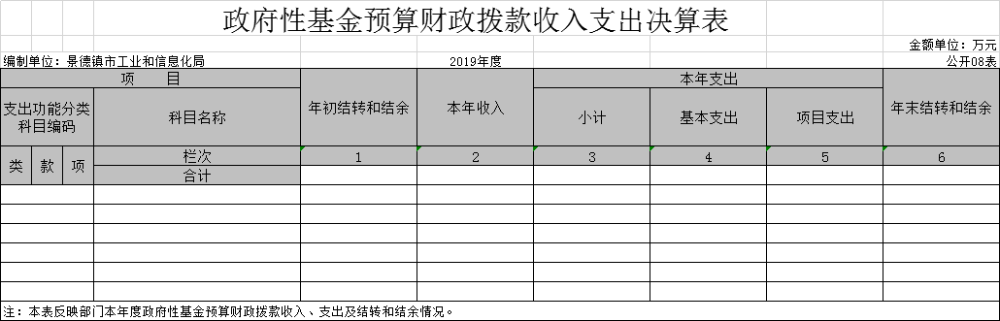 政府性基金预算财政拨款收入支出决算表
金额单位：万元
编制单位：景德镇市工业和信息化局 2019年度 公开08表
项 目 年初结转和结余 本年收入 本年支出 年末结转和结余
支出功能分类科目编码 科目名称 小计 基本支出 项目支出
类 款 项 栏次 1 2 3 4 5 6
合计
注：本表反映部门本年度政府性基金预算财政拨款收入、支出及结转和结余情况。